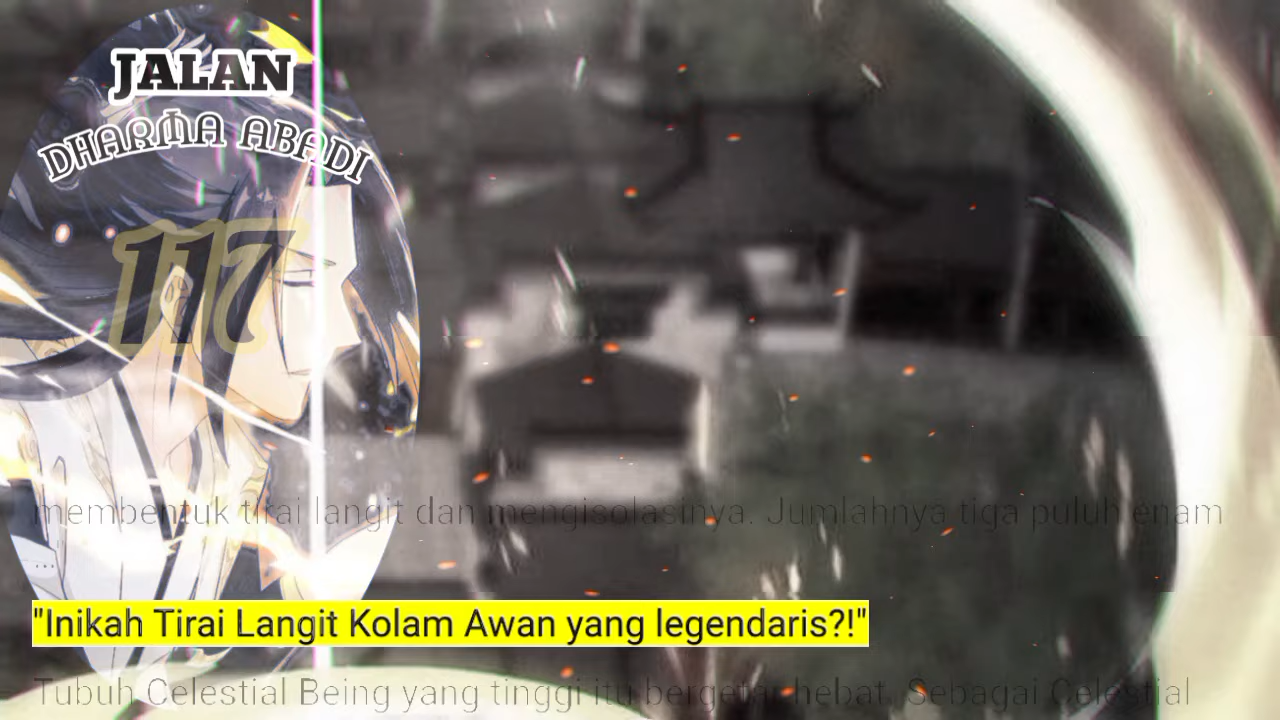 JALAN
DHARMA ABADI
117
membentuk tirai langit dan mengisolasinya. Jumlahnya tiga puluh enam
..."
"Inikah Tirai Langit Kolam Awan yang legendaris?!"
Tubuh Celestial Being yang tinggi itu bergetar hebat. Sebagai Celestial